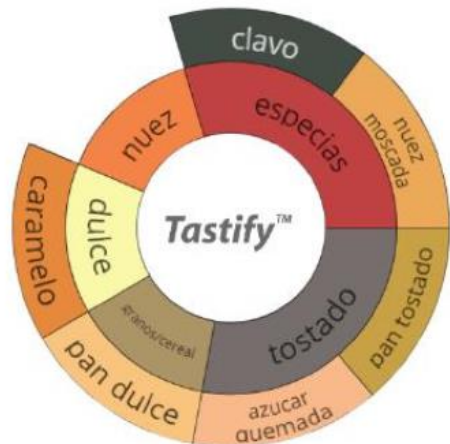 clavo
especias
nuez
moscada
nuez
caramelo
dulce
Tastify™
granos/cereal
tostado
pan tostado
pan dulce
azucar
quemada